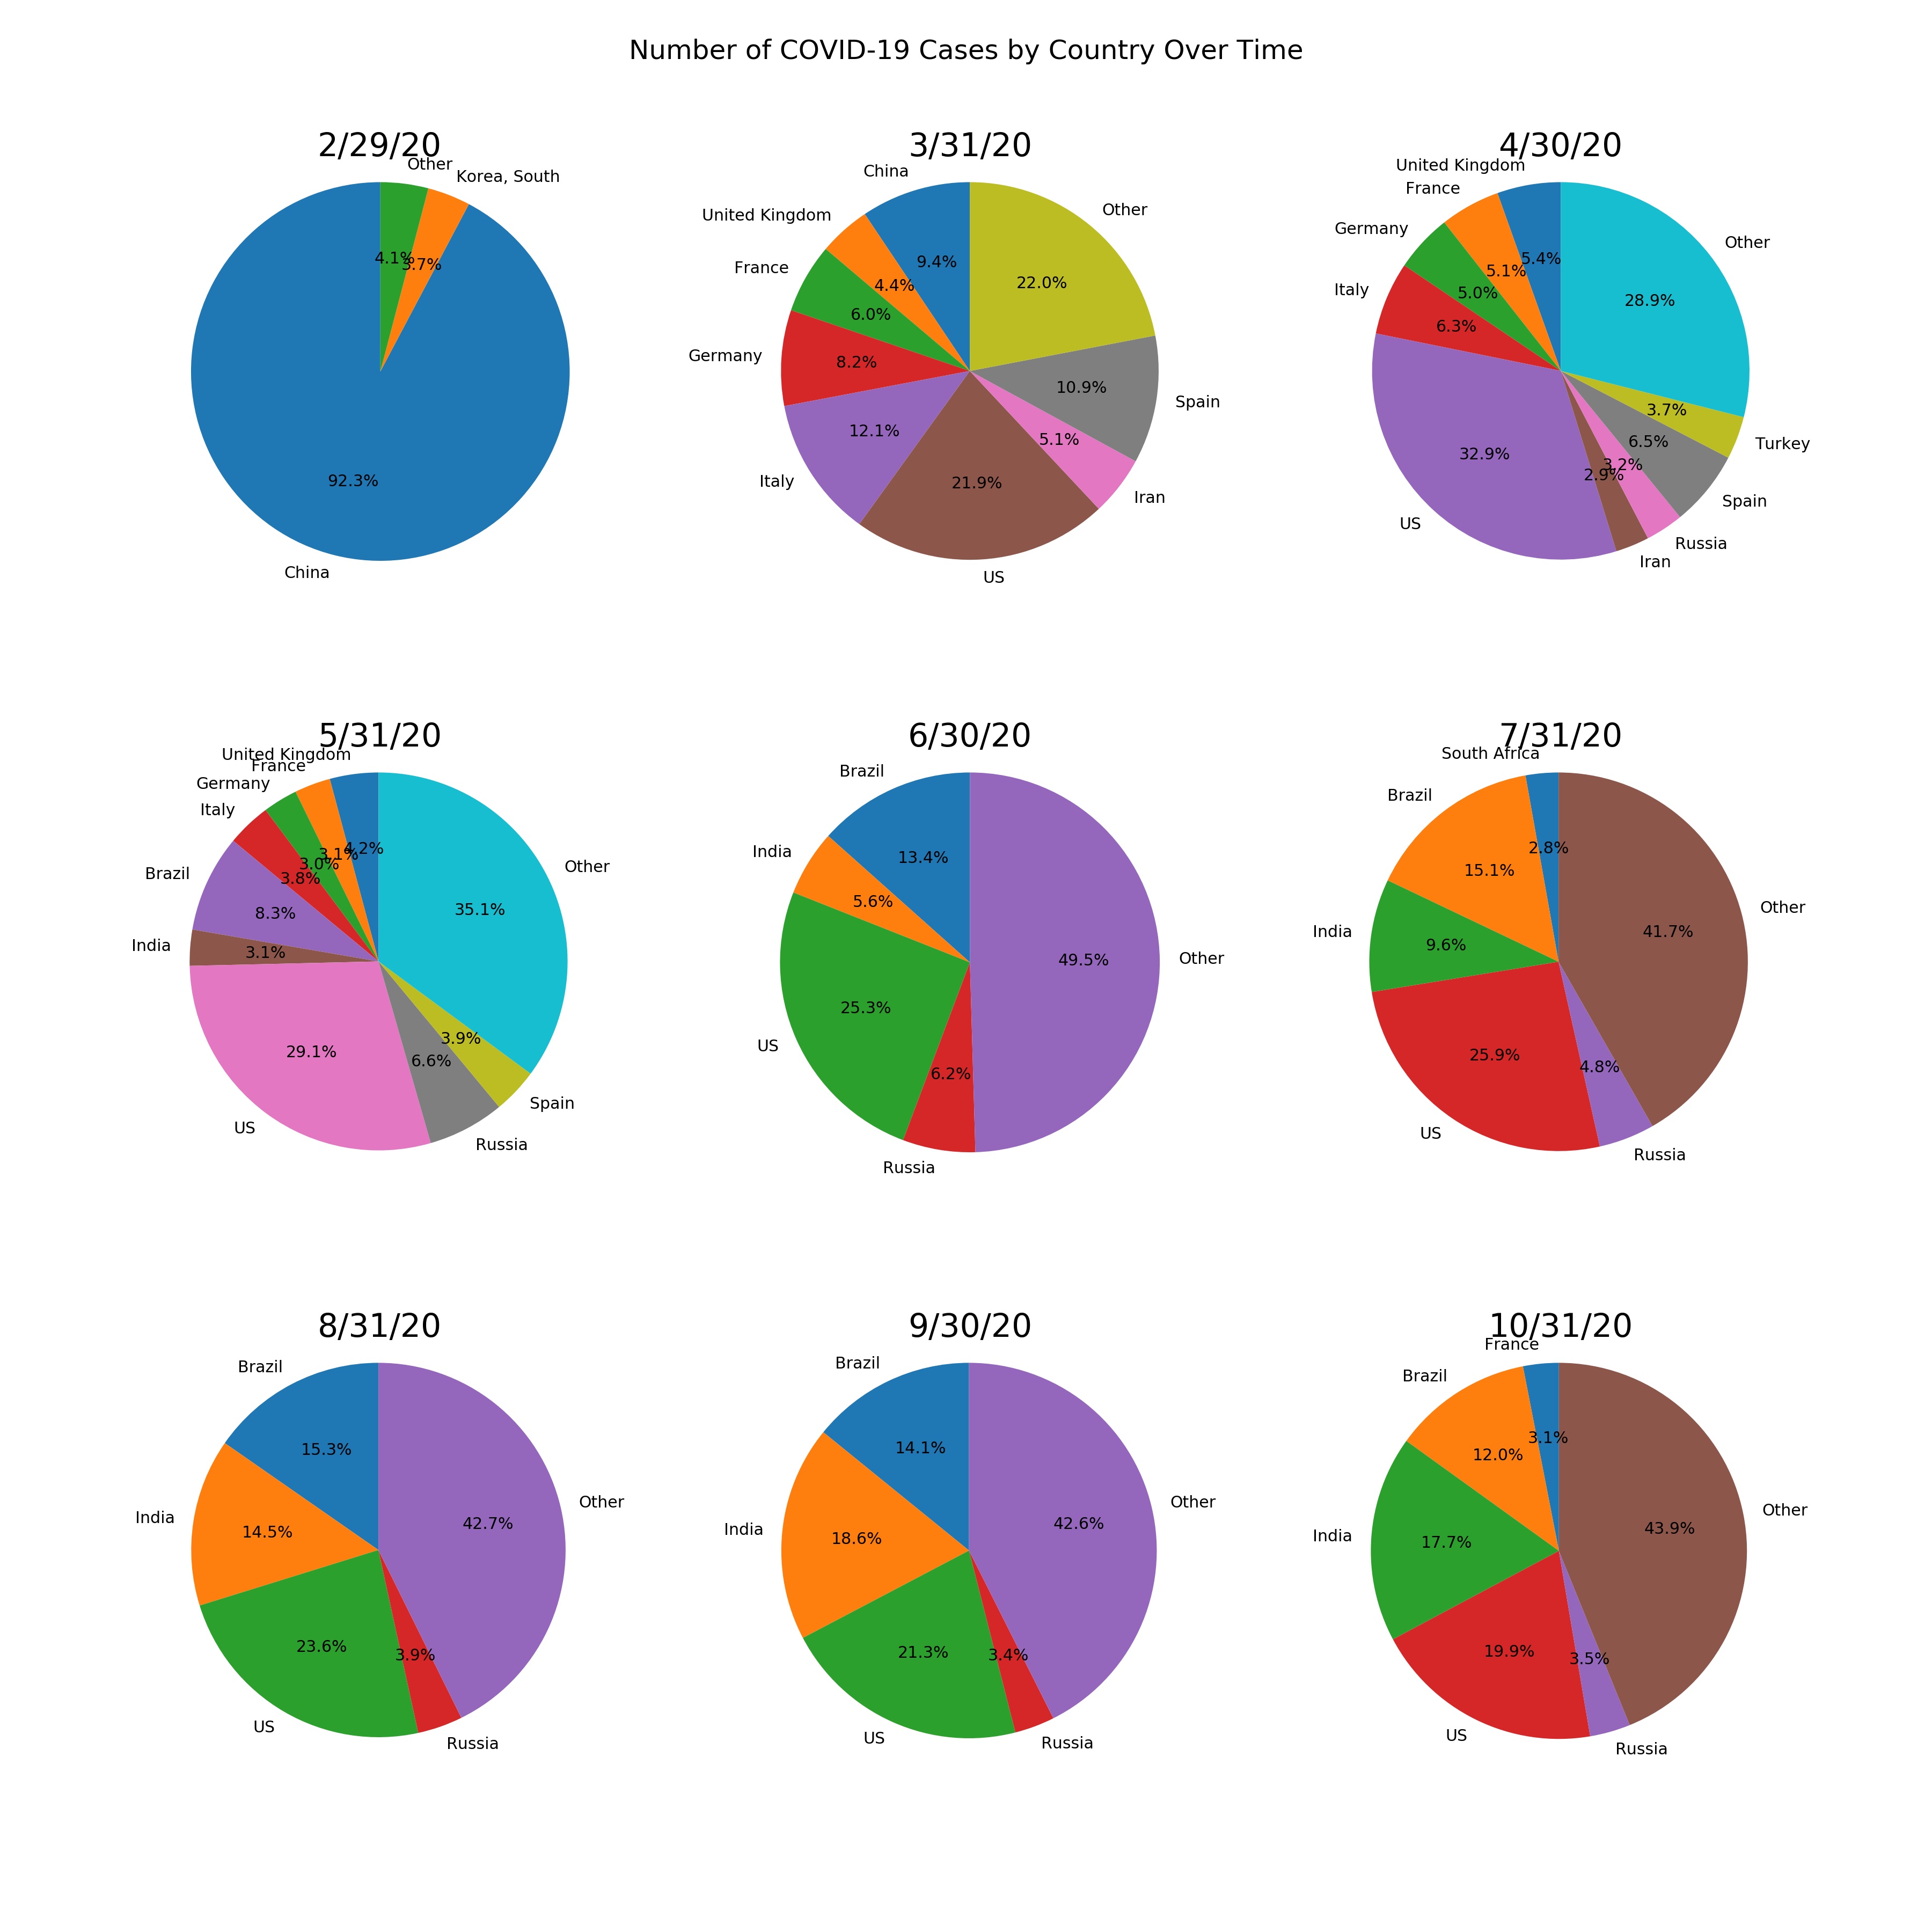 Number of COVID-19 Cases by Country Over Time
2/29/20
Other
Korea, South
4.1%
3.7%
92.3%
China
3/31/20
China
Other
United Kingdom
France
9.4%
22.0%
4.4%
6.0%
Germany
8.2%
10.9%
Spain
12.1%
5.1%
Italy
21.9%
Iran
US
4/30/20
United Kingdom
France
Germany
Other
5.4%
5.1%
5.0%
28.9%
Italy
6.3%
3.7%
6.5%
Turkey
32.9%
3.2%
2.9%
Spain
US
Russia
Iran
5/31/20
United Kingdom
France
Germany
Italy
4.2%
3.1%
3.0%
3.8%
Other
Brazil
8.3%
35.1%
India
3.1%
3.9%
29.1%
6.6%
Spain
US
Russia
6/30/20
Brazil
India
13.4%
5.6%
49.5%
Other
25.3%
US
6.2%
Russia
7/31/20
South Africa
Brazil
2.8%
15.1%
Other
India
9.6%
41.7%
25.9%
4.8%
US
Russia
8/31/20
Brazil
15.3%
Other
India
14.5%
42.7%
23.6%
3.9%
US
Russia
9/30/20
Brazil
14.1%
Other
India
18.6%
42.6%
21.3%
3.4%
US
Russia
10/31/20
France
Brazil
3.1%
12.0%
Other
India
17.7%
43.9%
19.9%
3.5%
US
Russia